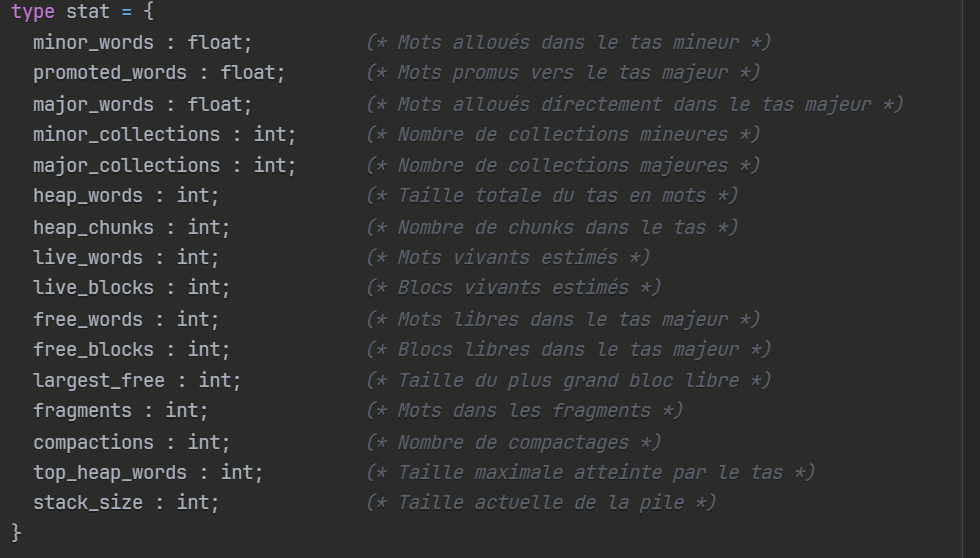 type stat = {
minor_words : float; (* Mots alloués dans le tas mineur *)
promoted_words : float; (* Mots promus vers le tas majeur *)
major_words : float; (* Mots alloués directement dans le tas majeur *)
minor_collections : int; (* Nombre de collections mineures *)
major_collections : int; (* Nombre de collections majeures *)
heap_words : int; (* Taille totale du tas en mots *)
heap_chunks : int; (* Nombre de chunks dans le tas *)
live_words : int; (* Mots vivants estimés *)
live_blocks : int; (* Blocs vivants estimés *)
free_words : int; (* Mots libres dans le tas majeur *)
free_blocks : int; (* Blocs libres dans le tas majeur *)
largest_free : int; (* Taille du plus grand bloc libre *)
fragments : int; (* Mots dans les fragments *)
compactions : int; (* Nombre de compactages *)
top_heap_words : int; (* Taille maximale atteinte par le tas *)
stack_size : int; (* Taille actuelle de la pile *)
}